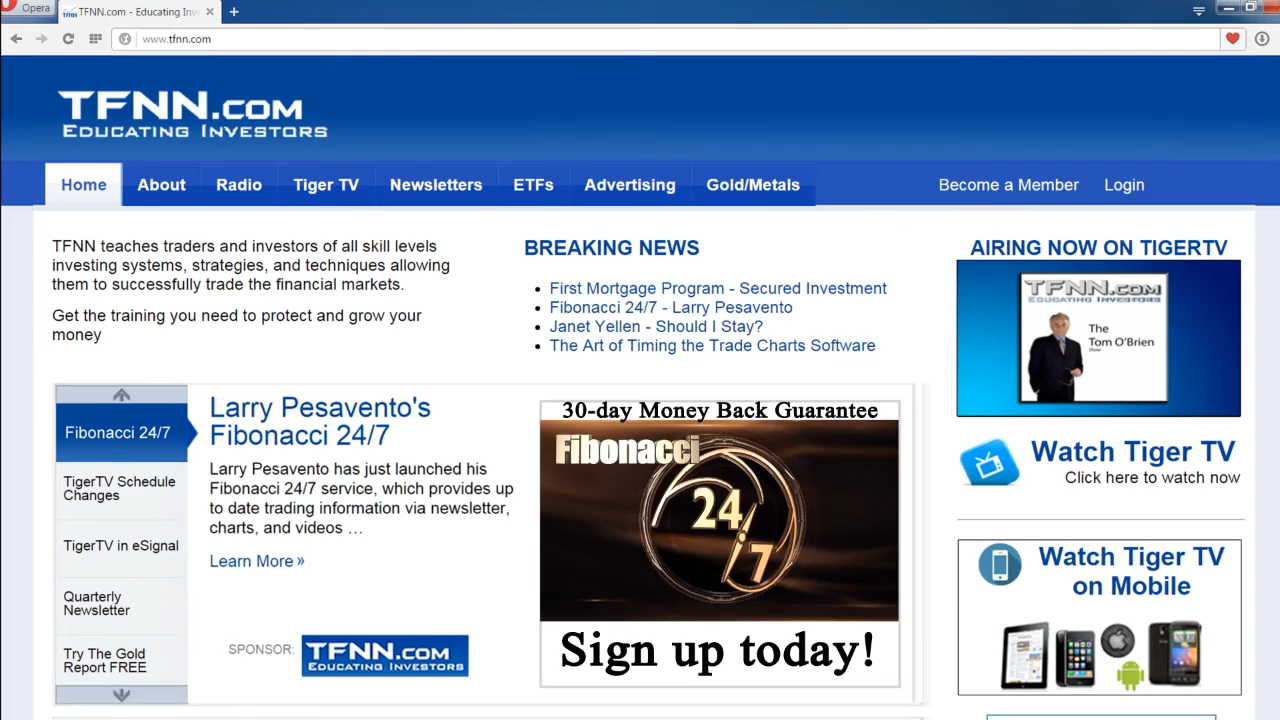 Opera
TFNN.com - Educating Inv
www.tfnn.com
TFNN.COM
EDUCATING INVESTORS
Home
About
Radio
Tiger TV
Newsletters
ETFs
Advertising
Gold/Metals
Become a Member
Login
TFNN teaches traders and investors of all skill levels
investing systems, strategies, and techniques allowing
them to successfully trade the financial markets.
Get the training you need to protect and grow your
money
BREAKING NEWS
First Mortgage Program - Secured Investment
Fibonacci 24/7 - Larry Pesavento
Janet Yellen - Should I Stay?
The Art of Timing the Trade Charts Software
AIRING NOW ON TIGERTV
TFNN.COM
EDUCATING INVESTORS
The
Tom O'Brien
Show
Watch Tiger TV
Click here to watch now
Watch Tiger TV
on Mobile
Fibonacci 24/7
TigerTV Schedule
Changes
TigerTV in eSignal
Quarterly
Newsletter
Try The Gold
Report FREE
Larry Pesavento's
Fibonacci 24/7
Larry Pesavento has just launched his
Fibonacci 24/7 service, which provides up
to date trading information via newsletter,
charts, and videos …
Learn More »
SPONSOR:
TFNN.COM
EDUCATING INVESTORS
30-day Money Back Guarantee
Fibonacci
24/7
Sign up today!